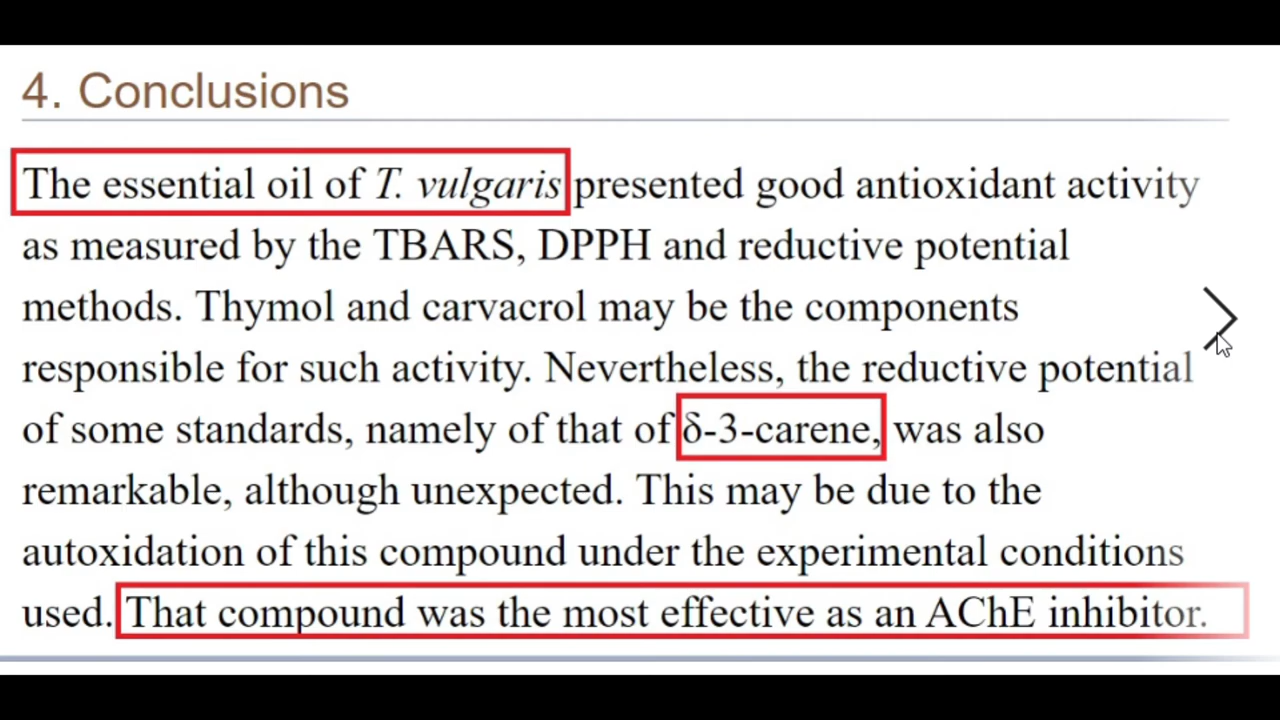 4. Conclusions
The essential oil of T. vulgaris presented good antioxidant activity
as measured by the TBARS, DPPH and reductive potential
methods. Thymol and carvacrol may be the components
responsible for such activity. Nevertheless, the reductive potential
of some standards, namely of that of δ-3-carene, was also
remarkable, although unexpected. This may be due to the
autoxidation of this compound under the experimental conditions
used. That compound was the most effective as an AChE inhibitor.